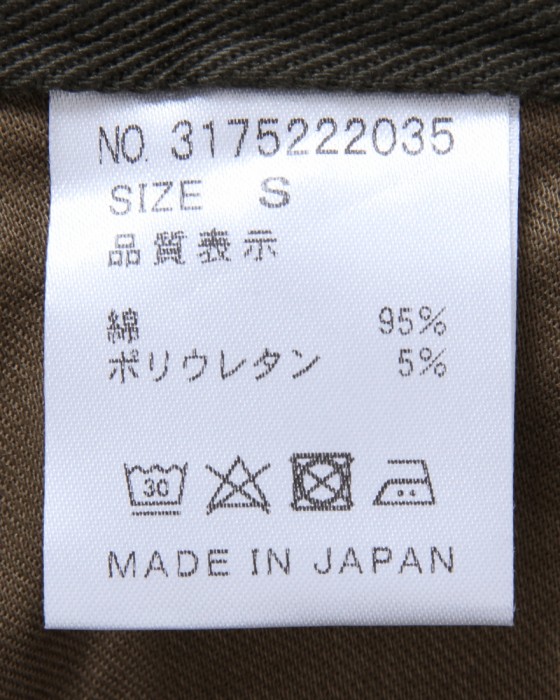 NO. 3175222035
SIZE S
品質表示
綿 95%
ポリウレタン 5%
30
MADE IN JAPAN